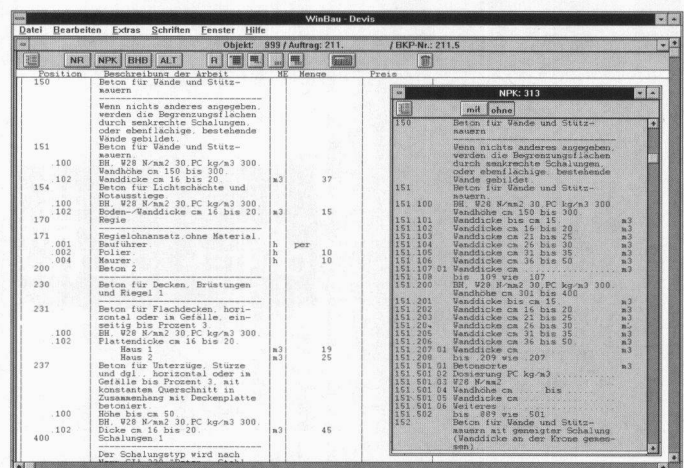 WinBau - Devis
Datei Bearbeiten Extras Schriften Fenster Hilfe
Objekt: 999 / Auftrag: 211. / BKP-Nr.: 211.5
NR NPK BHB ALT R
Position Beschreibung der Arbeit ME Menge Preis
150 Beton für Wände und Stütz-
mauern
Wenn nichts anderes angegeben,
werden die Begrenzungsflächen
durch senkrechte Schalungen,
oder ebenflächige, bestehende
Wände gebildet.
151 Beton für Wände und Stütz-
mauern.
.100 BH, W28 N/mm2 30.PC kg/m3 300.
Wandhöhe cm 150 bis 300.
.102 Wanddicke cm 16 bis 20. m3 37
154 Beton für Lichtschächte und
Notausstiege
.100 BH, W28 N/mm2 30.PC kg/m3 300.
.102 Boden-/Wanddicke cm 16 bis 20. m3 15
170 Regie
171 Regielohnansatz.ohne Material.
.001 Bauführer. h per
.002 Polier. h 10
.004 Maurer. h 10
200 Beton 2
230 Beton für Decken, Brüstungen
und Riegel 1
231 Beton für Flachdecken, hori-
zontal oder im Gefälle, ein-
seitig bis Prozent 3.
.100 BH, W28 N/mm2 30.PC kg/m3 300.
.102 Plattendicke cm 16 bis 20.
Haus 1 m3 19
Haus 2 m3 25
237 Beton für Unterzüge, Stürze
und dgl., horizontal oder im
Gefälle bis Prozent 3, mit
konstantem Querschnitt in
Zusammenhang mit Deckenplatte
betoniert.
.100 Höhe bis cm 50.
BH, W28 N/mm2 30.PC kg/m3 300.
.102 Dicke cm 16 bis 20. m3 45
400 Schalungen 1
Der Schalungstyp wird nach
NPK: 313
mit ohne
150 Beton für Wände und Stütz-
mauern
Wenn nichts anderes angegeben,
werden die Begrenzungsflächen
durch senkrechte Schalungen,
oder ebenflächige, bestehende
Wände gebildet.
151 Beton für Wände und Stütz-
mauern.
151.100 BH, W28 N/mm2 30.PC kg/m3 300.
Wandhöhe cm 150 bis 300.
151.101 Wanddicke bis cm 15. m3
151.102 Wanddicke cm 16 bis 20 m3
151.103 Wanddicke cm 21 bis 25 m3
151.104 Wanddicke cm 26 bis 30 m3
151.105 Wanddicke cm 31 bis 35 m3
151.106 Wanddicke cm 36 bis 50 m3
151.107 01 Wanddicke cm ............ m3
151.108 bis .109 wie .107
151.200 BH, W28 N/mm2 30.PC kg/m3 300.
Wandhöhe cm 301 bis 400
151.201 Wanddicke bis cm 15. m3
151.202 Wanddicke cm 16 bis 20 m3
151.203 Wanddicke cm 21 bis 25 m3
151.204 Wanddicke cm 26 bis 30 m3
151.205 Wanddicke cm 31 bis 35 m3
151.206 Wanddicke cm 36 bis 50 m3
151.207 01 Wanddicke cm ............ m3
151.208 bis .209 wie .207
151.501 01 Betonsorte m3
151.501 02 Dosierung PC kg/m3
151.501 03 W28 N/mm2
151.501 04 Wandhöhe cm ..... bis .....
151.501 05 Wanddicke cm
151.501 06 Weiteres
151.502 bis .889 wie .501
152 Beton für Wände und Stütz-
mauern mit geneigter Schalung
(Wanddicke an der Krone gemes-
sen).